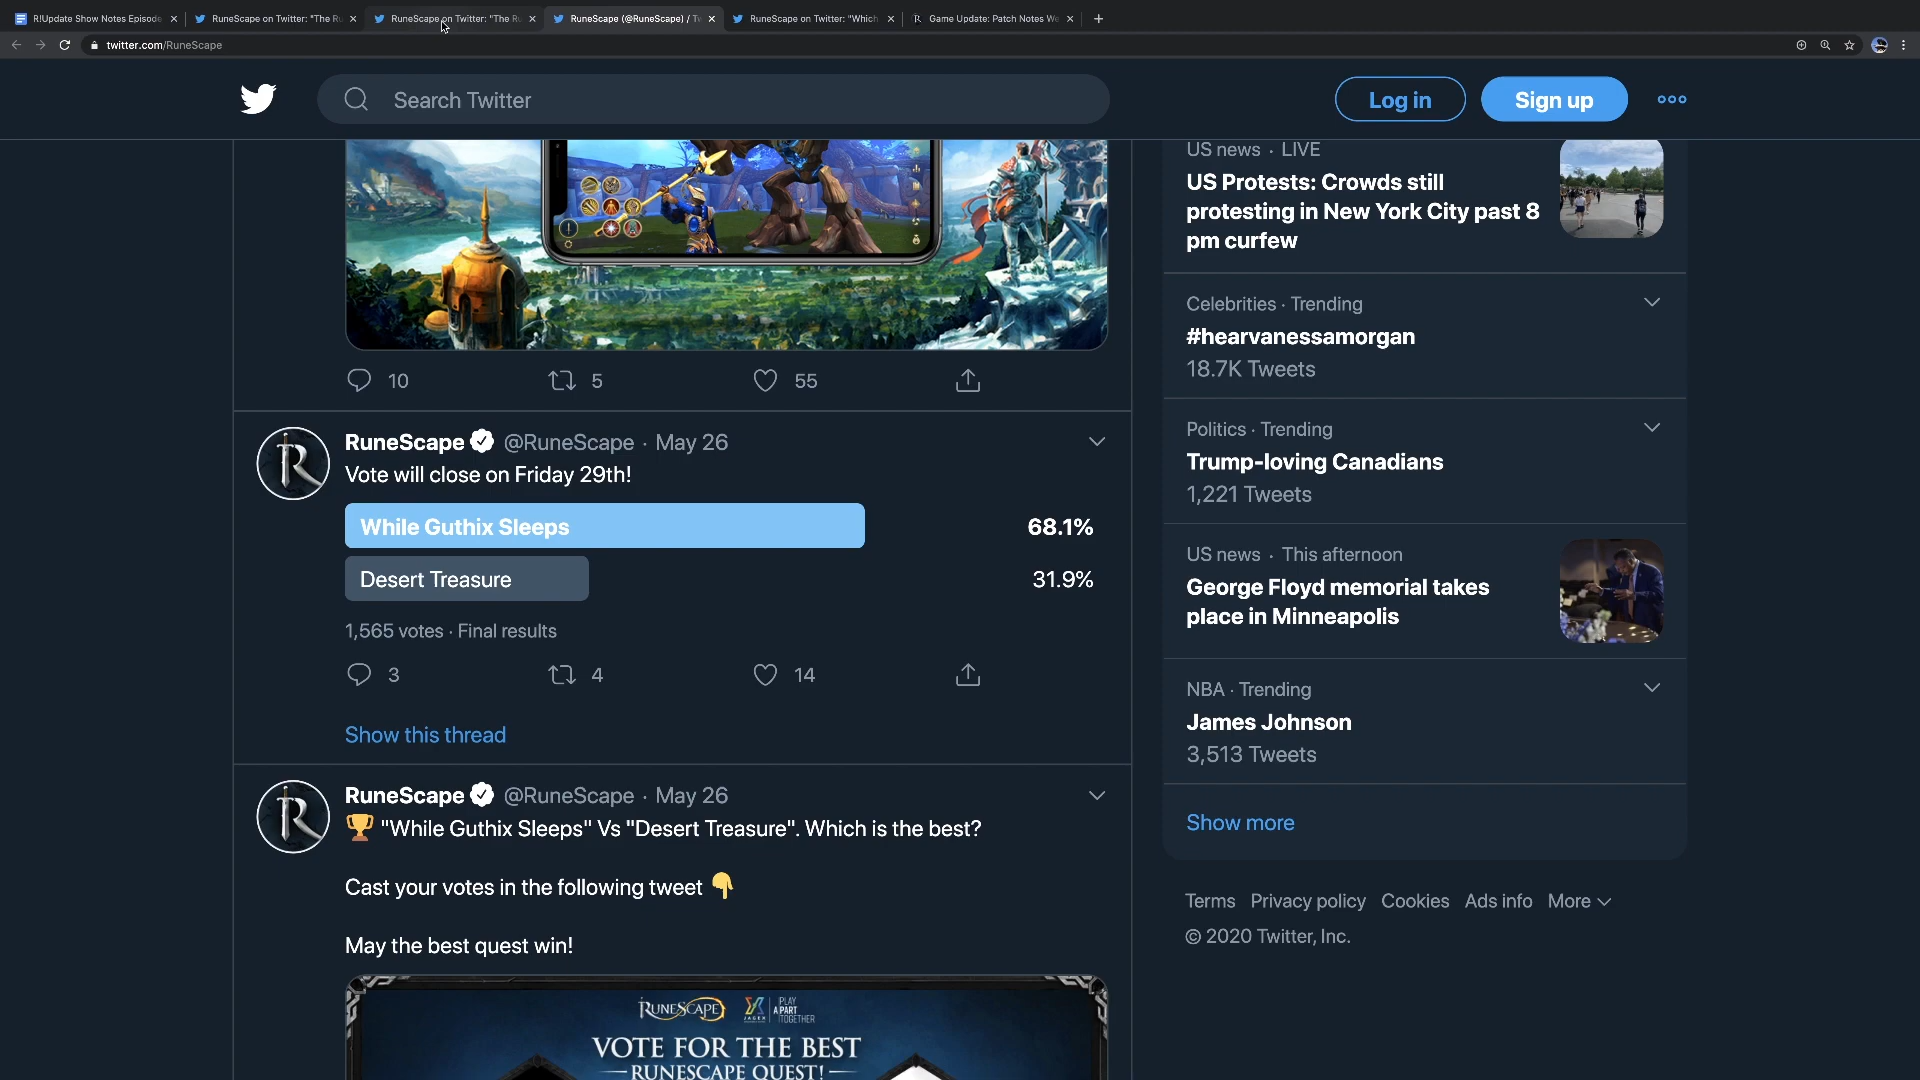 R!Update Show Notes Episode
RuneScape on Twitter: "The Ru
RuneScape on Twitter: "The Ru
RuneScape (@RuneScape) / Tw
RuneScape on Twitter: "Which
Game Update: Patch Notes We
twitter.com/RuneScape
Search Twitter
Log in
Sign up
10
5
55
RuneScape @RuneScape · May 26
Vote will close on Friday 29th!
While Guthix Sleeps 68.1%
Desert Treasure 31.9%
1,565 votes · Final results
3
4
14
Show this thread
RuneScape @RuneScape · May 26
🏆 "While Guthix Sleeps" Vs "Desert Treasure". Which is the best?
Cast your votes in the following tweet 👇
May the best quest win!
RUNESCAPE
JAGEX
PLAY
APART
TOGETHER
VOTE FOR THE BEST
RUNESCAPE QUEST!
US news · LIVE
US Protests: Crowds still
protesting in New York City past 8
pm curfew
Celebrities · Trending
#hearvanessamorgan
18.7K Tweets
Politics · Trending
Trump-loving Canadians
1,221 Tweets
US news · This afternoon
George Floyd memorial takes
place in Minneapolis
NBA · Trending
James Johnson
3,513 Tweets
Show more
Terms Privacy policy Cookies Ads info More
© 2020 Twitter, Inc.